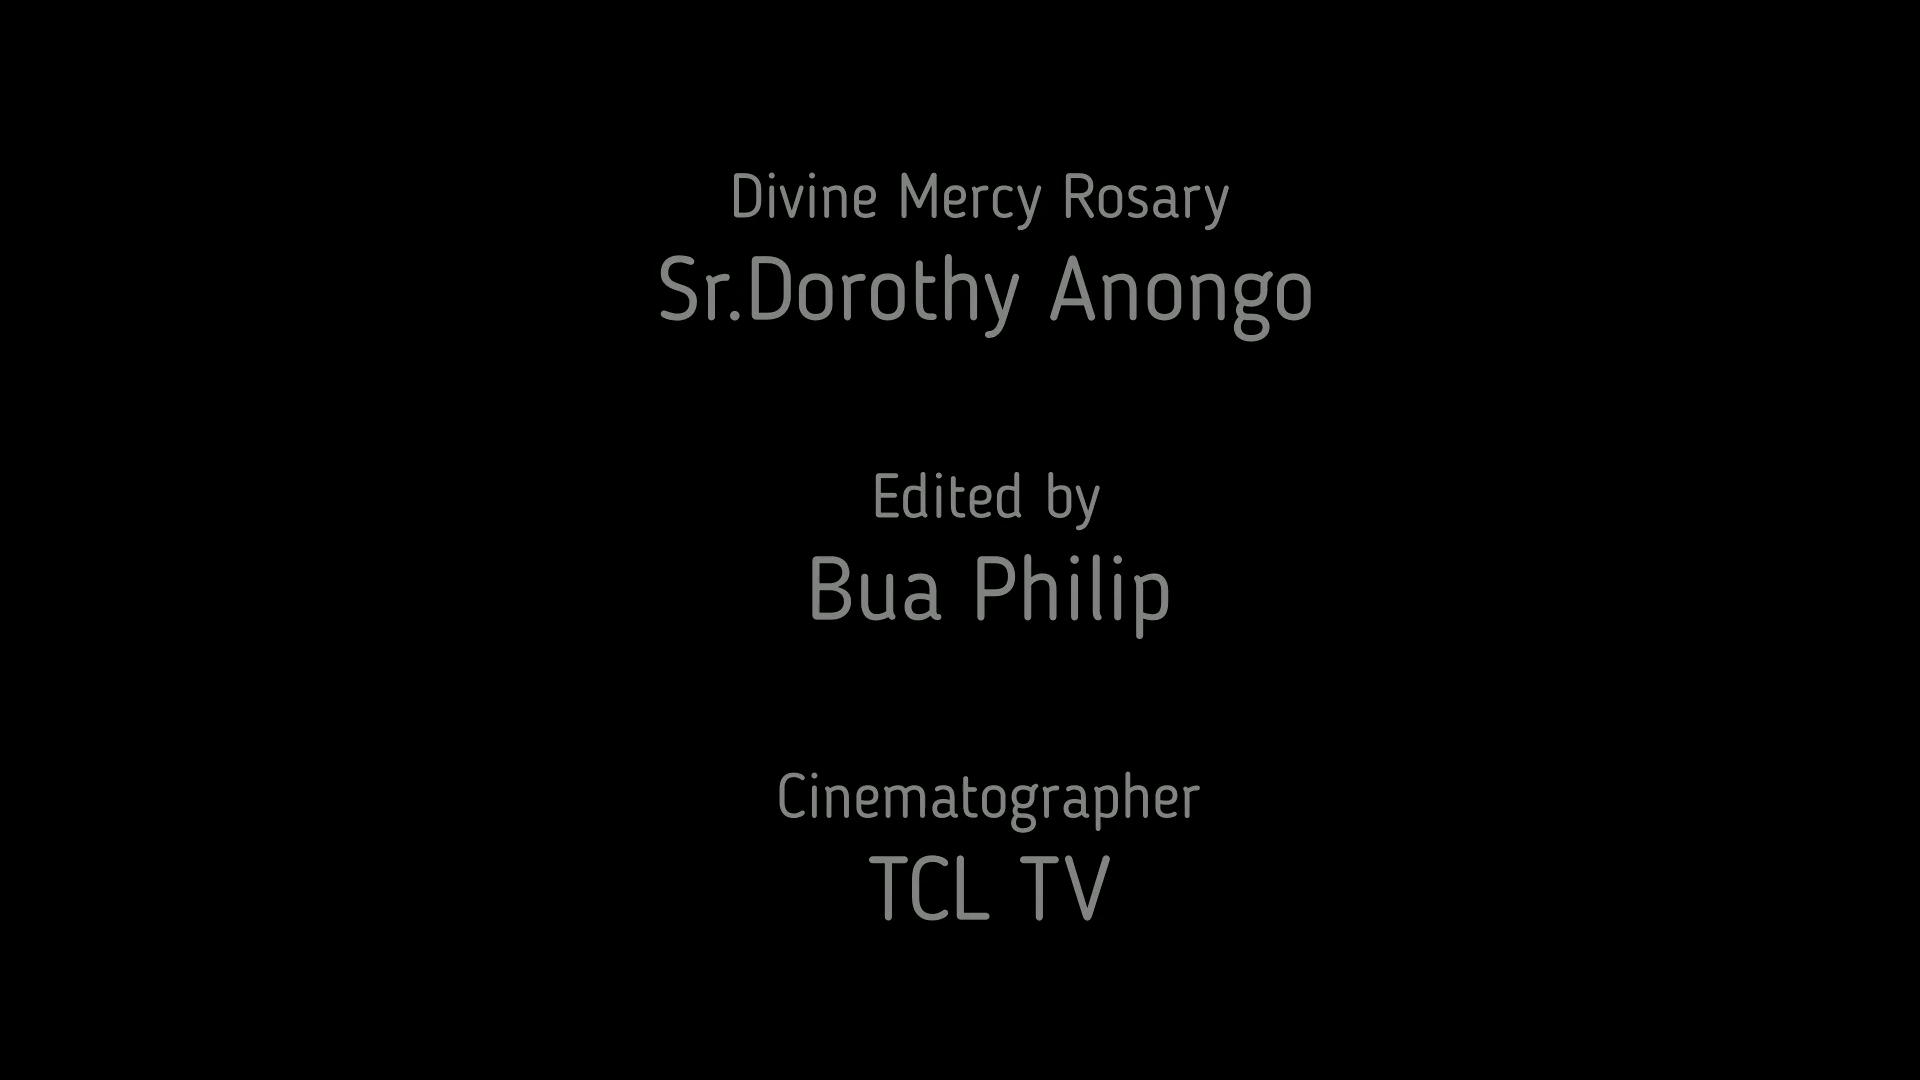 Divine Mercy Rosary
Sr.Dorothy Anongo
Edited by
Bua Philip
Cinematographer
TCL TV